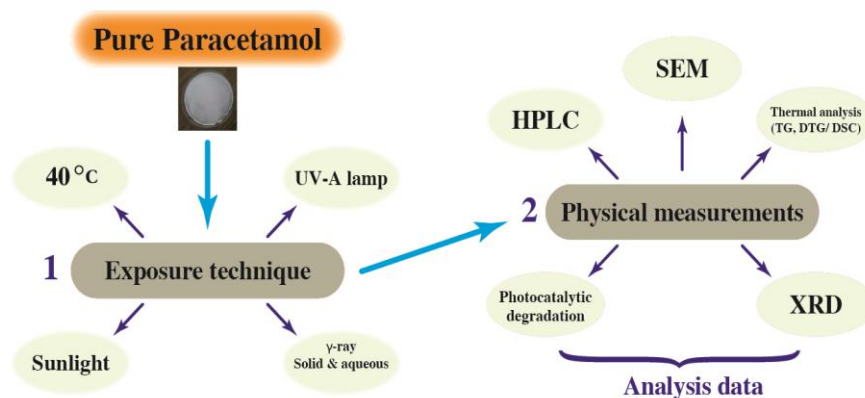 Pure Paracetamol
40°C
UV-A lamp
1
Exposure technique
Sunlight
γ-ray
Solid & aqueous
SEM
HPLC
Thermal analysis
(TG, DTG/ DSC)
2
Physical measurements
Photocatalytic
degradation
XRD
Analysis data